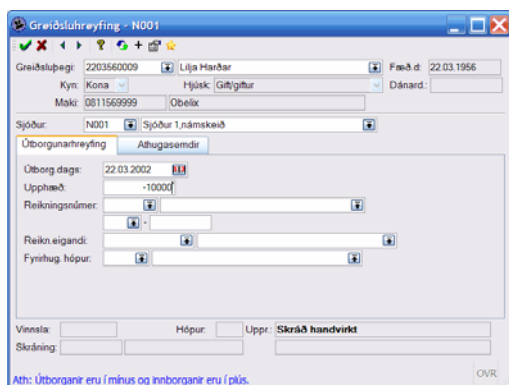 Greiðsluhreyfing - N001
Greiðsluþegi: 2203560009 Lilja Harðar Fæð.d: 22.03.1956
Kyn: Kona Hjúsk: Gift/giftur Dánard.:
Maki: 0811569999 Obelix
Sjóður: N001 Sjóður 1,námskeið
Útborgunarhreyfing Athugasemdir
Útborg.dags: 22.03.2002
Upphæð: -10000
Reikningsnúmer:
-
Reikn.eigandi:
Fyrirhug. hópur:
Vinnsla: Hópur: Uppr.: Skráð handvirkt
Skráning:
OVR
Ath: Útborganir eru í mínus og innborganir eru í plús.